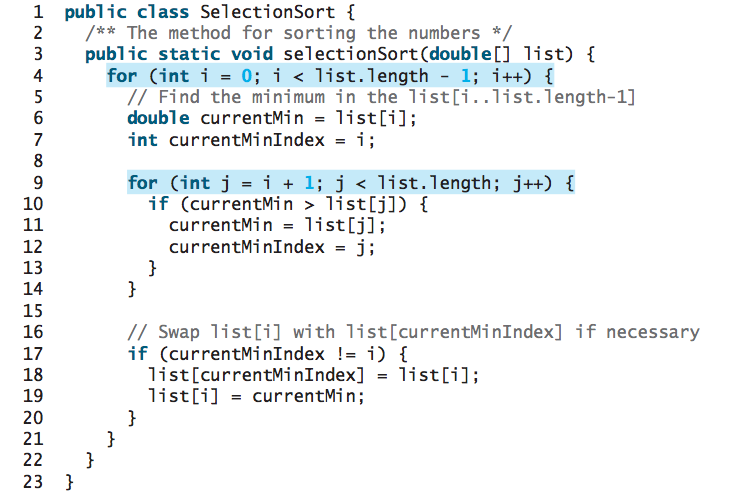 1 public class SelectionSort {
2   /** The method for sorting the numbers */
3   public static void selectionSort(double[] list) {
4     for (int i = 0; i < list.length - 1; i++) {
5       // Find the minimum in the list[i..list.length-1]
6       double currentMin = list[i];
7       int currentMinIndex = i;
8
9       for (int j = i + 1; j < list.length; j++) {
10         if (currentMin > list[j]) {
11           currentMin = list[j];
12           currentMinIndex = j;
13         }
14       }
15
16       // Swap list[i] with list[currentMinIndex] if necessary
17       if (currentMinIndex != i) {
18         list[currentMinIndex] = list[i];
19         list[i] = currentMin;
20       }
21     }
22   }
23 }